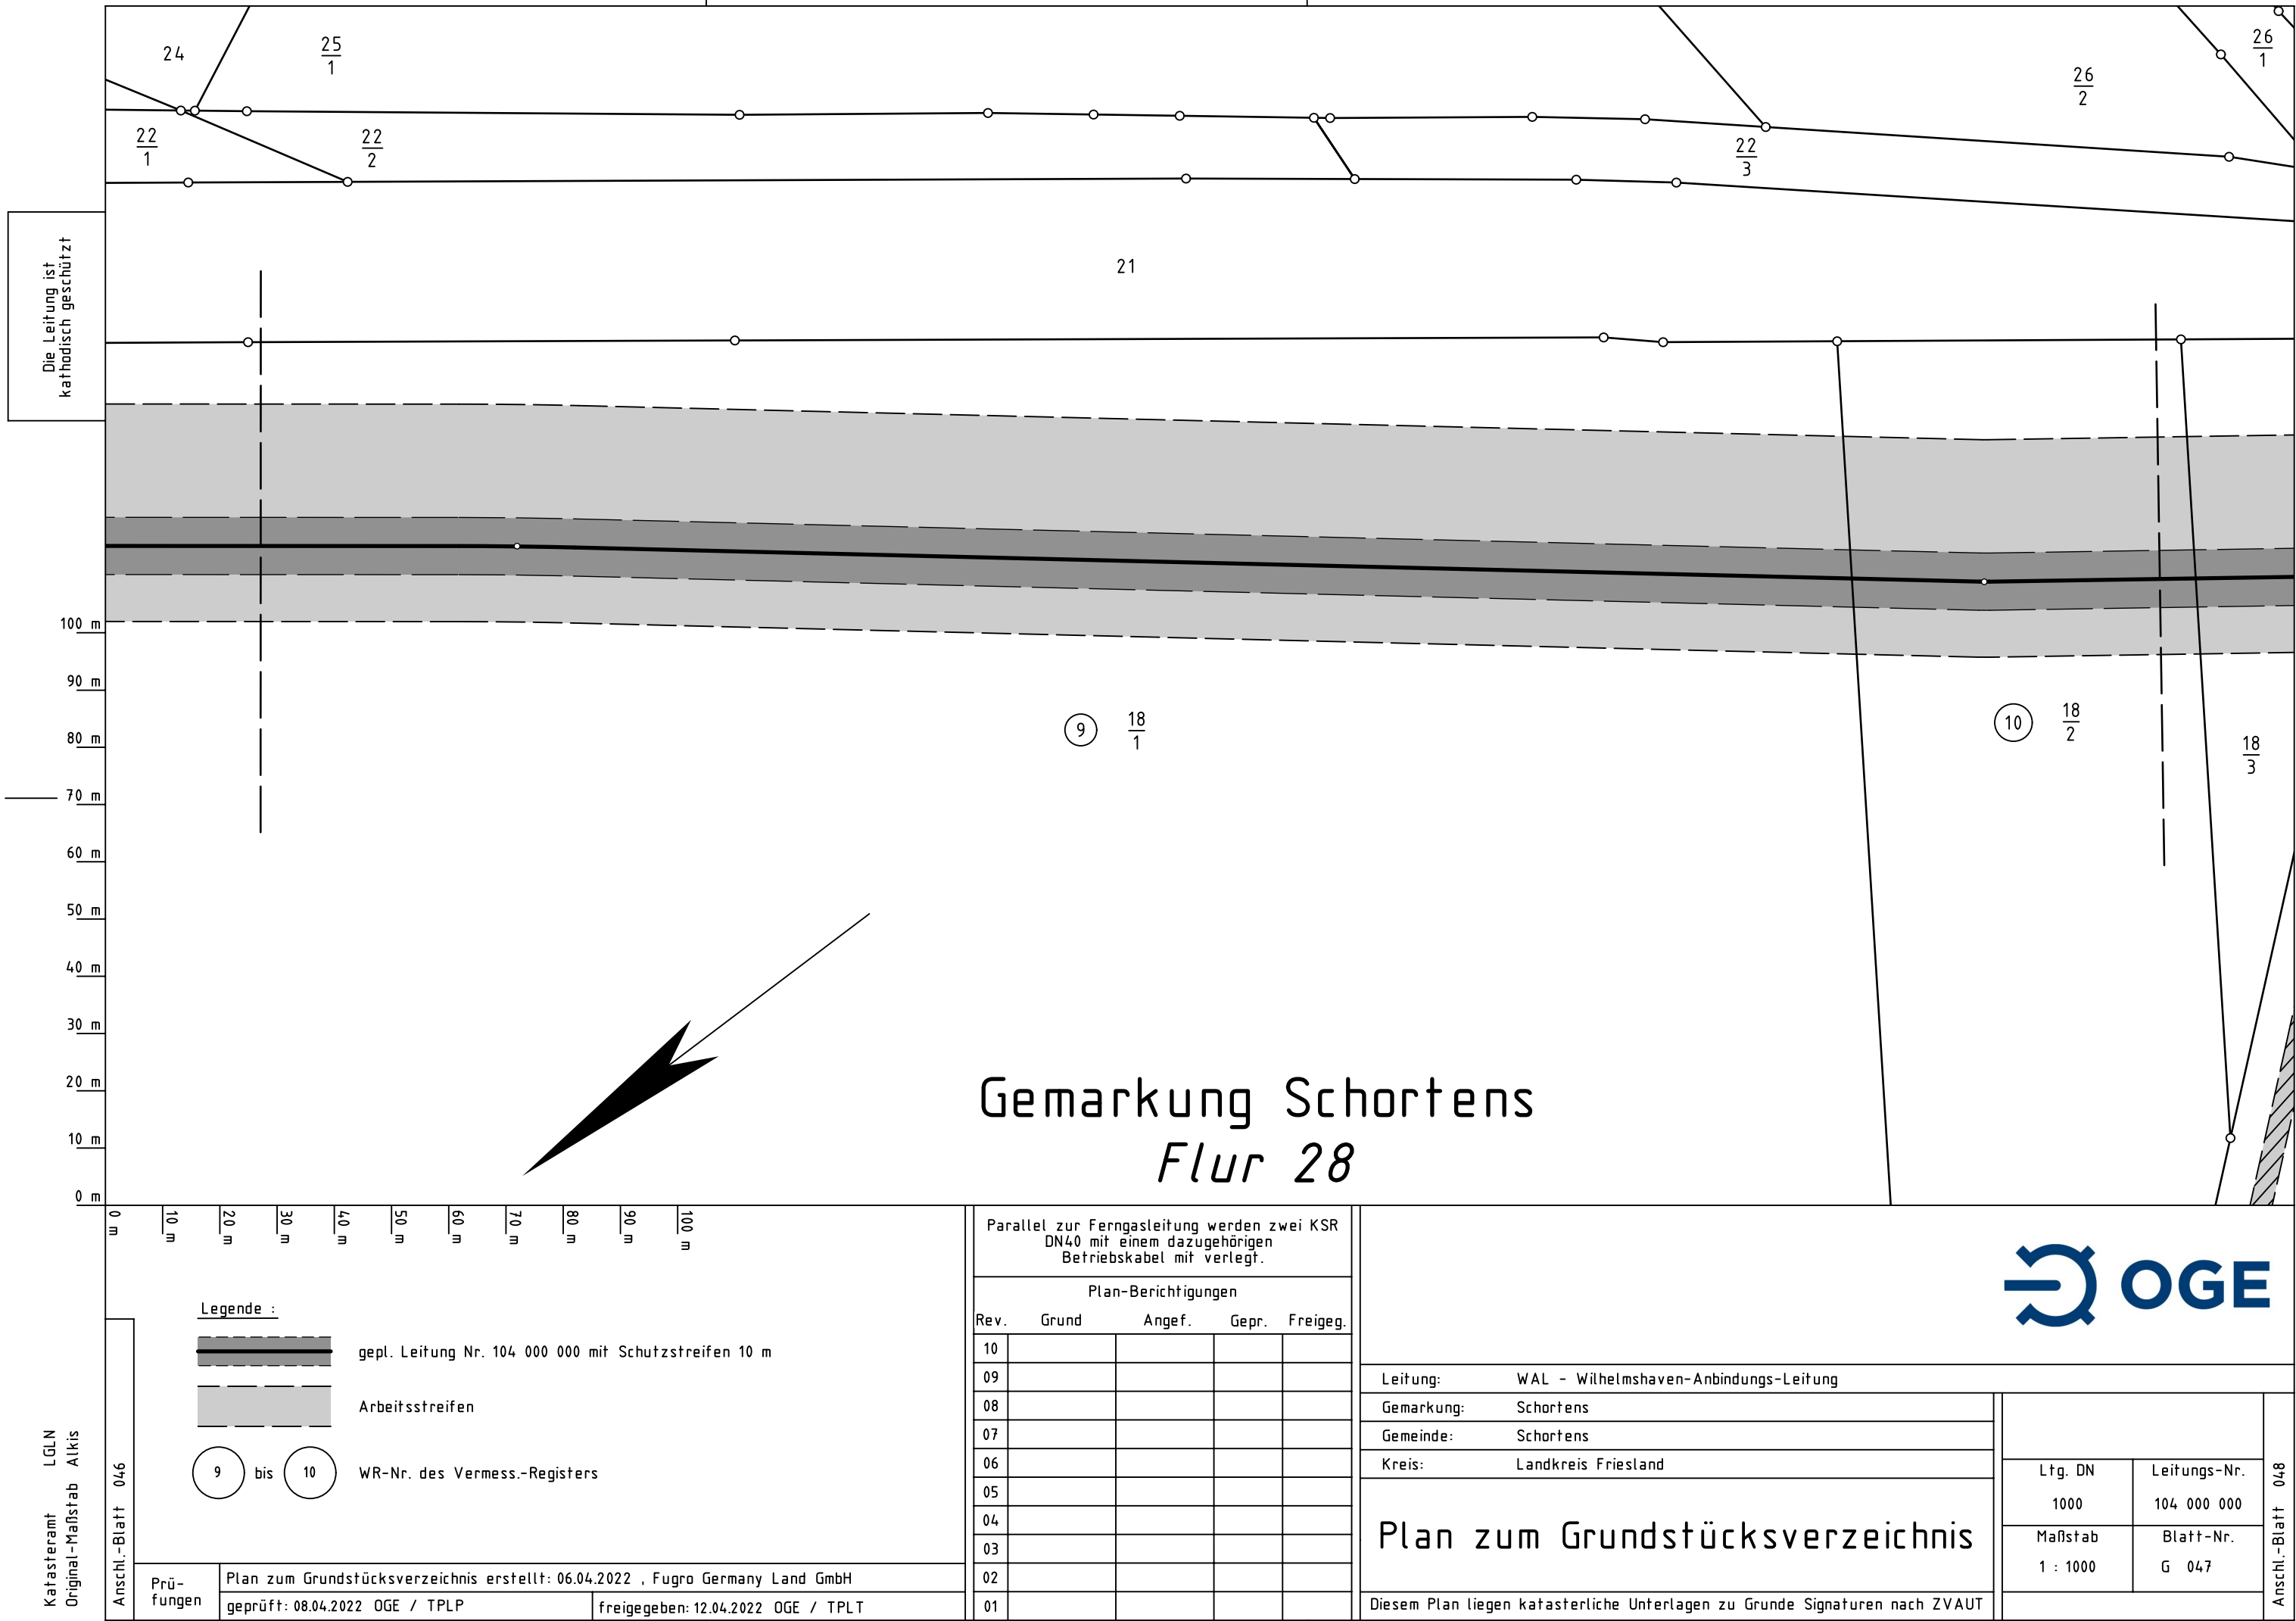 24
25
1
26
2
26
1
22
1
22
2
22
3
21
Die Leitung ist
kathodisch geschützt
100 m
90 m
80 m
70 m
60 m
50 m
40 m
30 m
20 m
10 m
0 m
9
18
1
10
18
2
18
3
Gemarkung Schortens
Flur 28
0 m
10 m
20 m
30 m
40 m
50 m
60 m
70 m
80 m
90 m
100 m
Legende :
gepl. Leitung Nr. 104 000 000 mit Schutzstreifen 10 m
Arbeitsstreifen
9 bis 10 WR-Nr. des Vermess.-Registers
Katasteramt LGLN
Original-Maßstab Alkis
Anschl.-Blatt 046
Prü-
fungen
Plan zum Grundstücksverzeichnis erstellt: 06.04.2022 , Fugro Germany Land GmbH
geprüft: 08.04.2022 OGE / TPLP
freigegeben: 12.04.2022 OGE / TPLT
Parallel zur Ferngasleitung werden zwei KSR
DN40 mit einem dazugehörigen
Betriebskabel mit verlegt.
Plan-Berichtigungen
Rev. Grund Angef. Gepr. Freigeg.
10
09
08
07
06
05
04
03
02
01
OGE
Leitung: WAL - Wilhelmshaven-Anbindungs-Leitung
Gemarkung: Schortens
Gemeinde: Schortens
Kreis: Landkreis Friesland
Plan zum Grundstücksverzeichnis
Diesem Plan liegen katasterliche Unterlagen zu Grunde Signaturen nach ZVAUT
Ltg. DN
1000
Leitungs-Nr.
104 000 000
Maßstab
1 : 1000
Blatt-Nr.
G 047
Anschl.-Blatt 048